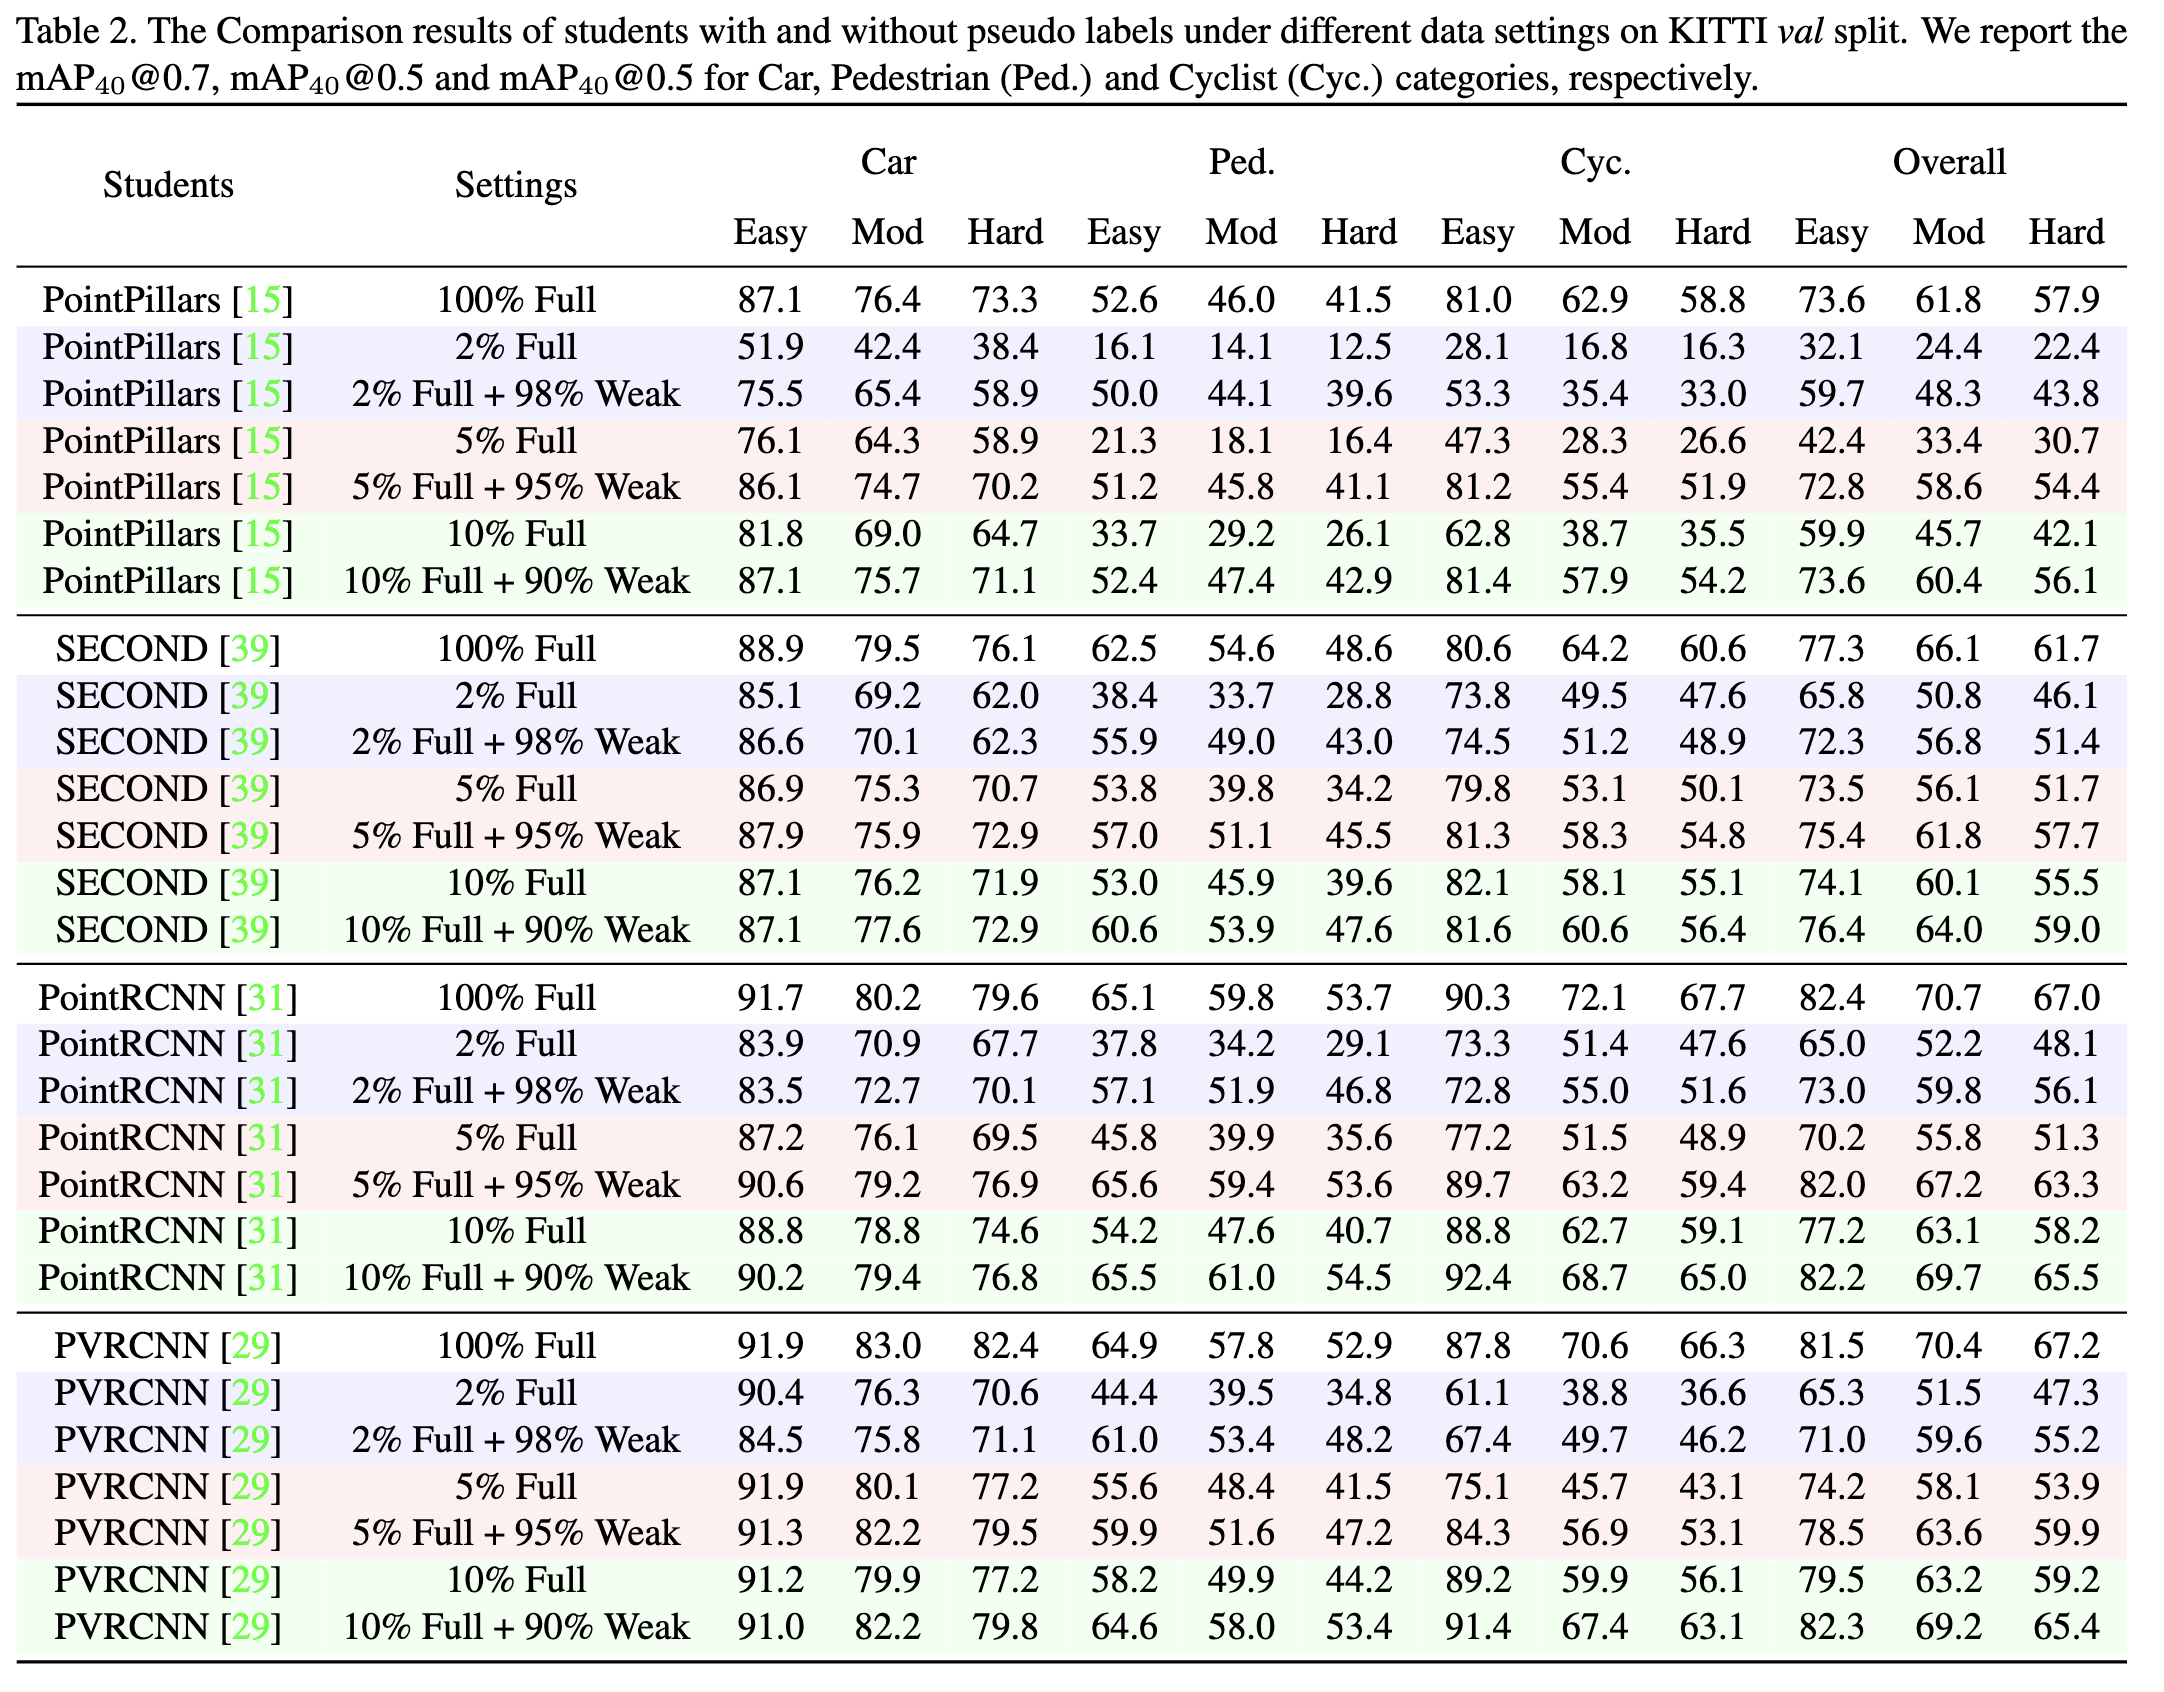 Table 2. The Comparison results of students with and without pseudo labels under different data settings on KITTI val split. We report the
mAP40@0.7, mAP40@0.5 and mAP40@0.5 for Car, Pedestrian (Ped.) and Cyclist (Cyc.) categories, respectively.
Students Settings Car Ped. Cyc. Overall
Easy Mod Hard Easy Mod Hard Easy Mod Hard Easy Mod Hard
PointPillars [15] 100% Full 87.1 76.4 73.3 52.6 46.0 41.5 81.0 62.9 58.8 73.6 61.8 57.9
PointPillars [15] 2% Full 51.9 42.4 38.4 16.1 14.1 12.5 28.1 16.8 16.3 32.1 24.4 22.4
PointPillars [15] 2% Full + 98% Weak 75.5 65.4 58.9 50.0 44.1 39.6 53.3 35.4 33.0 59.7 48.3 43.8
PointPillars [15] 5% Full 76.1 64.3 58.9 21.3 18.1 16.4 47.3 28.3 26.6 42.4 33.4 30.7
PointPillars [15] 5% Full + 95% Weak 86.1 74.7 70.2 51.2 45.8 41.1 81.2 55.4 51.9 72.8 58.6 54.4
PointPillars [15] 10% Full 81.8 69.0 64.7 33.7 29.2 26.1 62.8 38.7 35.5 59.9 45.7 42.1
PointPillars [15] 10% Full + 90% Weak 87.1 75.7 71.1 52.4 47.4 42.9 81.4 57.9 54.2 73.6 60.4 56.1
SECOND [39] 100% Full 88.9 79.5 76.1 62.5 54.6 48.6 80.6 64.2 60.6 77.3 66.1 61.7
SECOND [39] 2% Full 85.1 69.2 62.0 38.4 33.7 28.8 73.8 49.5 47.6 65.8 50.8 46.1
SECOND [39] 2% Full + 98% Weak 86.6 70.1 62.3 55.9 49.0 43.0 74.5 51.2 48.9 72.3 56.8 51.4
SECOND [39] 5% Full 86.9 75.3 70.7 53.8 39.8 34.2 79.8 53.1 50.1 73.5 56.1 51.7
SECOND [39] 5% Full + 95% Weak 87.9 75.9 72.9 57.0 51.1 45.5 81.3 58.3 54.8 75.4 61.8 57.7
SECOND [39] 10% Full 87.1 76.2 71.9 53.0 45.9 39.6 82.1 58.1 55.1 74.1 60.1 55.5
SECOND [39] 10% Full + 90% Weak 87.1 77.6 72.9 60.6 53.9 47.6 81.6 60.6 56.4 76.4 64.0 59.0
PointRCNN [31] 100% Full 91.7 80.2 79.6 65.1 59.8 53.7 90.3 72.1 67.7 82.4 70.7 67.0
PointRCNN [31] 2% Full 83.9 70.9 67.7 37.8 34.2 29.1 73.3 51.4 47.6 65.0 52.2 48.1
PointRCNN [31] 2% Full + 98% Weak 83.5 72.7 70.1 57.1 51.9 46.8 72.8 55.0 51.6 73.0 59.8 56.1
PointRCNN [31] 5% Full 87.2 76.1 69.5 45.8 39.9 35.6 77.2 51.5 48.9 70.2 55.8 51.3
PointRCNN [31] 5% Full + 95% Weak 90.6 79.2 76.9 65.6 59.4 53.6 89.7 63.2 59.4 82.0 67.2 63.3
PointRCNN [31] 10% Full 88.8 78.8 74.6 54.2 47.6 40.7 88.8 62.7 59.1 77.2 63.1 58.2
PointRCNN [31] 10% Full + 90% Weak 90.2 79.4 76.8 65.5 61.0 54.5 92.4 68.7 65.0 82.2 69.7 65.5
PVRCNN [29] 100% Full 91.9 83.0 82.4 64.9 57.8 52.9 87.8 70.6 66.3 81.5 70.4 67.2
PVRCNN [29] 2% Full 90.4 76.3 70.6 44.4 39.5 34.8 61.1 38.8 36.6 65.3 51.5 47.3
PVRCNN [29] 2% Full + 98% Weak 84.5 75.8 71.1 61.0 53.4 48.2 67.4 49.7 46.2 71.0 59.6 55.2
PVRCNN [29] 5% Full 91.9 80.1 77.2 55.6 48.4 41.5 75.1 45.7 43.1 74.2 58.1 53.9
PVRCNN [29] 5% Full + 95% Weak 91.3 82.2 79.5 59.9 51.6 47.2 84.3 56.9 53.1 78.5 63.6 59.9
PVRCNN [29] 10% Full 91.2 79.9 77.2 58.2 49.9 44.2 89.2 59.9 56.1 79.5 63.2 59.2
PVRCNN [29] 10% Full + 90% Weak 91.0 82.2 79.8 64.6 58.0 53.4 91.4 67.4 63.1 82.3 69.2 65.4